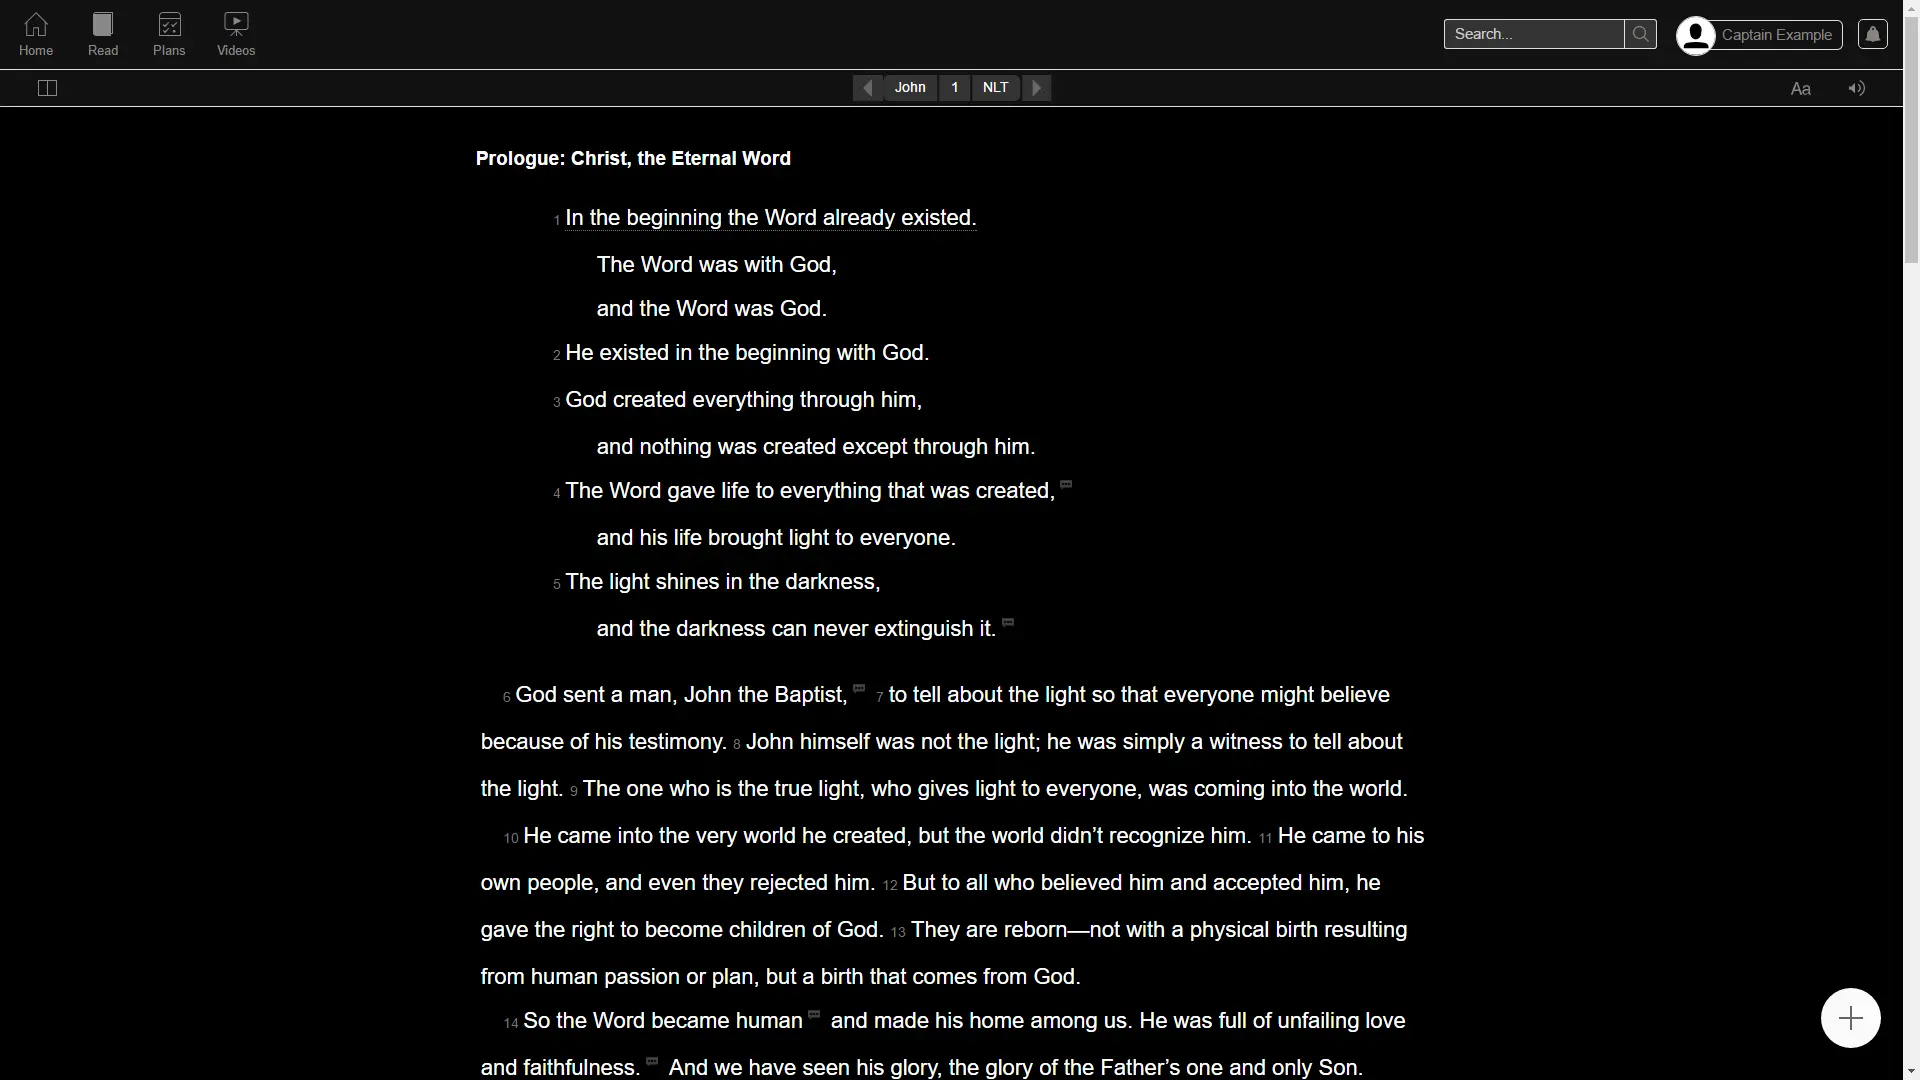 Home Read Plans Videos
Search...
Captain Example
John 1 NLT
Aa
Prologue: Christ, the Eternal Word
1 In the beginning the Word already existed.
The Word was with God,
and the Word was God.
2 He existed in the beginning with God.
3 God created everything through him,
and nothing was created except through him.
4 The Word gave life to everything that was created,
and his life brought light to everyone.
5 The light shines in the darkness,
and the darkness can never extinguish it.
6 God sent a man, John the Baptist, 7 to tell about the light so that everyone might believe
because of his testimony. 8 John himself was not the light; he was simply a witness to tell about
the light. 9 The one who is the true light, who gives light to everyone, was coming into the world.
10 He came into the very world he created, but the world didn’t recognize him. 11 He came to his
own people, and even they rejected him. 12 But to all who believed him and accepted him, he
gave the right to become children of God. 13 They are reborn—not with a physical birth resulting
from human passion or plan, but a birth that comes from God.
14 So the Word became human and made his home among us. He was full of unfailing love
and faithfulness. And we have seen his glory, the glory of the Father’s one and only Son.